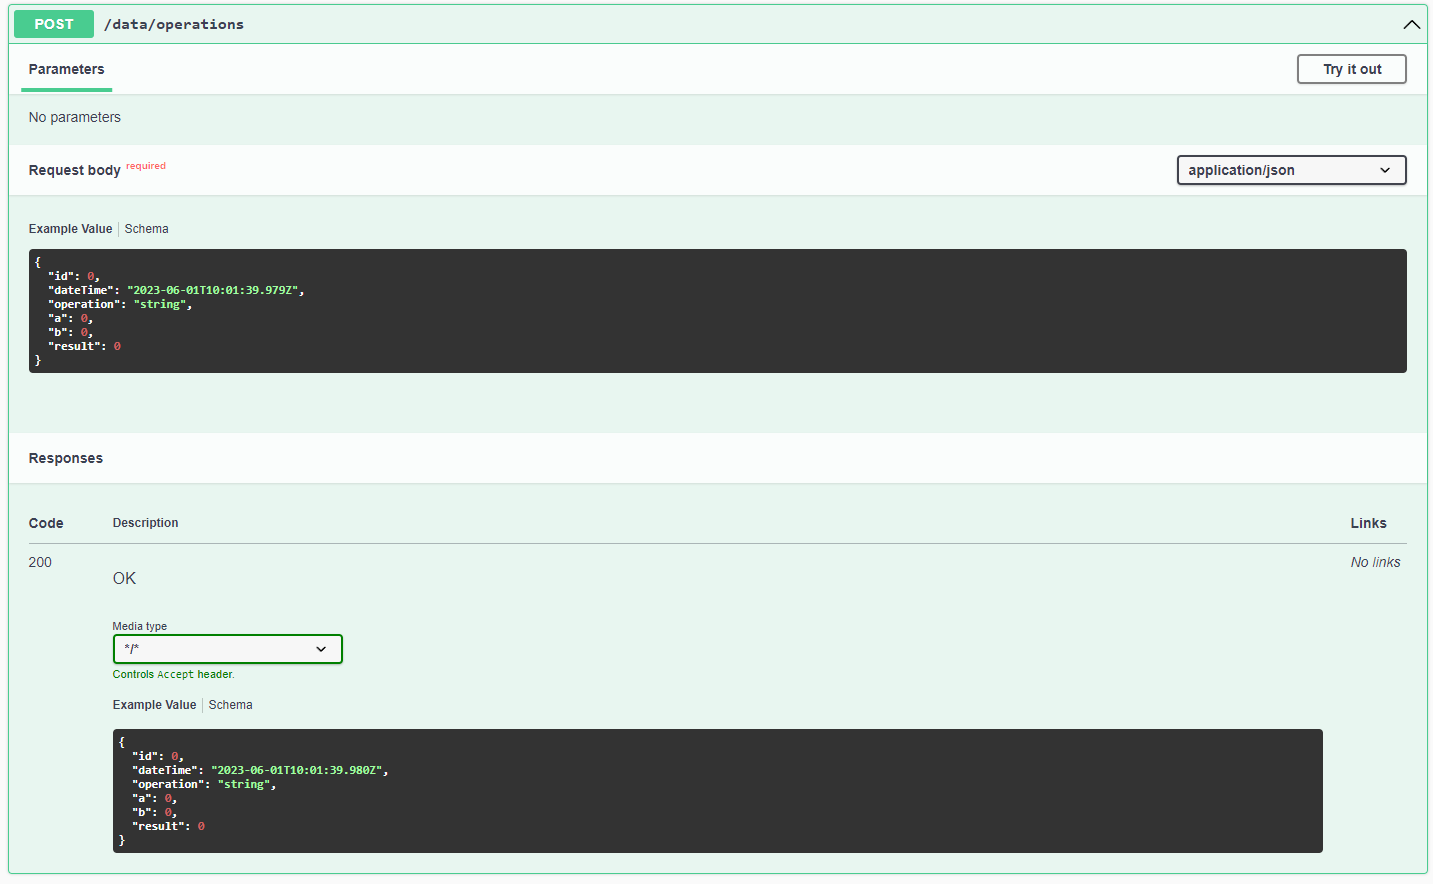 POST /data/operations
Parameters
Try it out
No parameters
Request body required
application/json
Example Value
Schema
{
  "id": 0,
  "dateTime": "2023-06-01T10:01:39.979Z",
  "operation": "string",
  "a": 0,
  "b": 0,
  "result": 0
}
Responses
Code
Description
Links
200
OK
No links
Media type
*/*
Controls Accept header.
Example Value
Schema
{
  "id": 0,
  "dateTime": "2023-06-01T10:01:39.980Z",
  "operation": "string",
  "a": 0,
  "b": 0,
  "result": 0
}